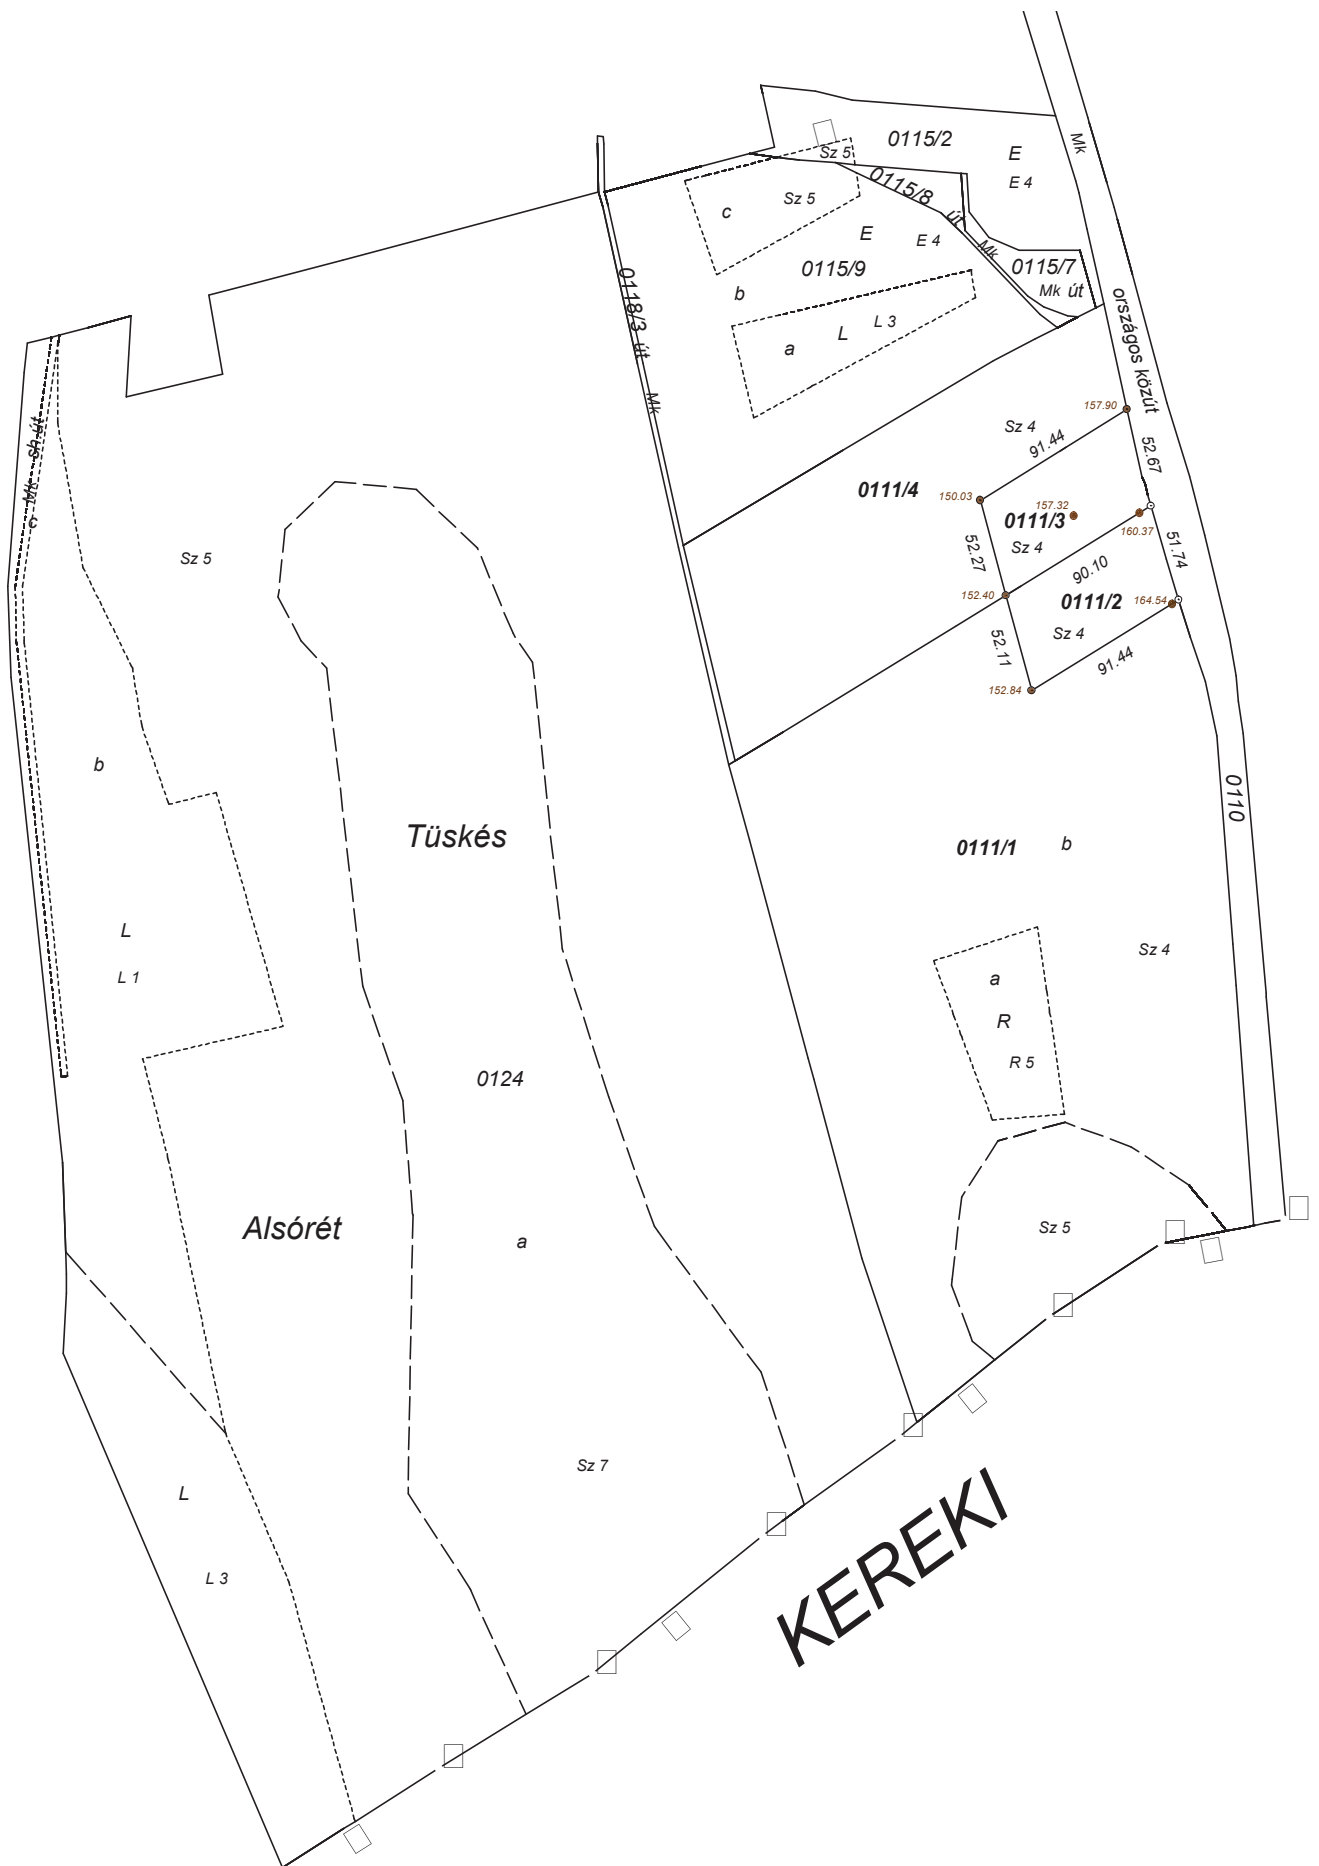 0115/2
E
E 4
Mk
Sz 5
0115/8
út
Mk
c
Sz 5
E
E 4
0115/9
0115/7
Mk út
b
0118/3 út
Mk
a
L
L 3
országos közút
157.90
52.67
Sz 4
91.44
Mk sh.út
c
0111/4
150.03
157.32
0111/3
160.37
Sz 4
52.27
51.74
Sz 5
90.10
152.40
0111/2
164.54
Sz 4
52.11
91.44
152.84
b
0110
Tüskés
0111/1
b
L
L 1
Sz 4
a
R
R 5
0124
Alsórét
a
Sz 5
Sz 7
L
L 3
KEREKI